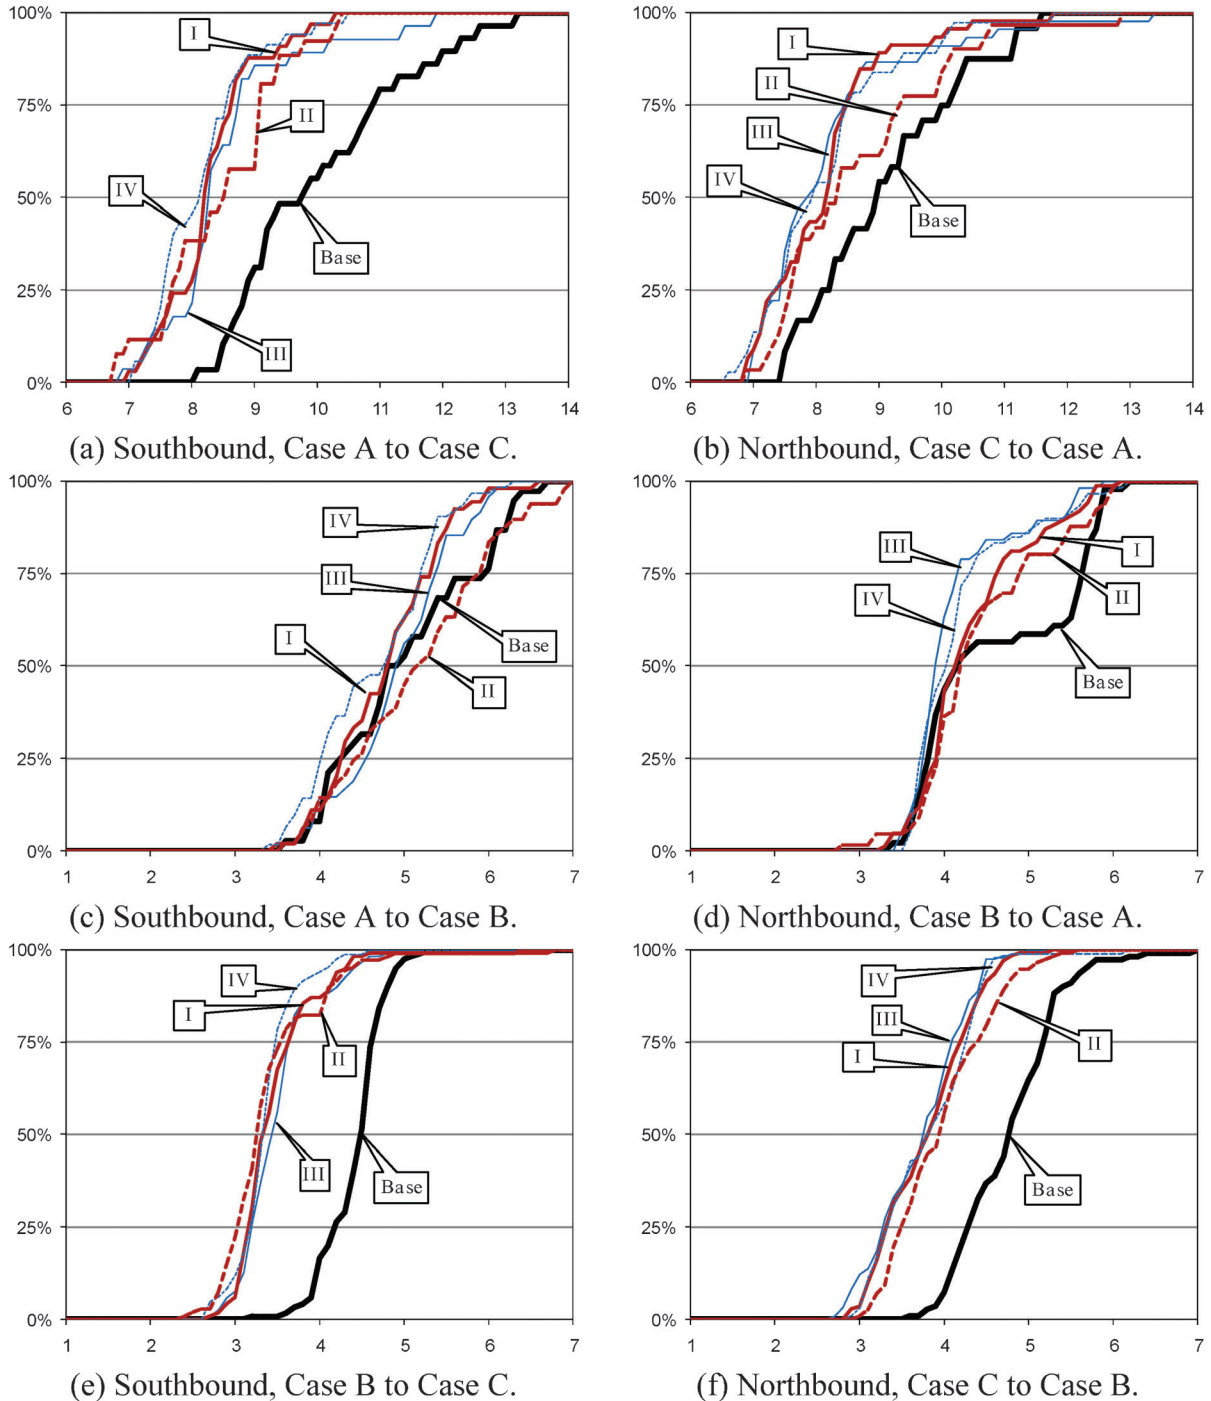 100%
75%
50%
25%
0%
I
II
IV
Base
III
6 7 8 9 10 11 12 13 14
(a) Southbound, Case A to Case C.
100%
75%
50%
25%
0%
I
II
III
IV
Base
6 7 8 9 10 11 12 13 14
(b) Northbound, Case C to Case A.
100%
75%
50%
25%
0%
IV
III
I
Base
II
1 2 3 4 5 6 7
(c) Southbound, Case A to Case B.
100%
75%
50%
25%
0%
III
I
IV
II
Base
1 2 3 4 5 6 7
(d) Northbound, Case B to Case A.
100%
75%
50%
25%
0%
IV
I
II
III
Base
1 2 3 4 5 6 7
(e) Southbound, Case B to Case C.
100%
75%
50%
25%
0%
IV
III
I
II
Base
1 2 3 4 5 6 7
(f) Northbound, Case C to Case B.